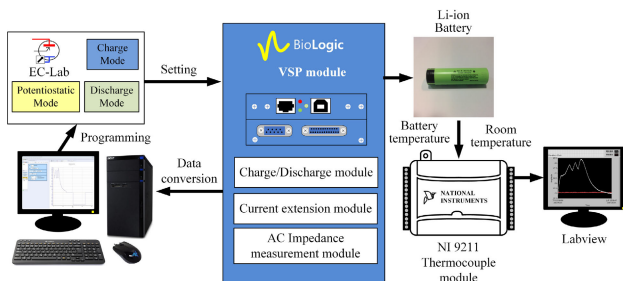 EC-Lab
Charge
Mode
Potentiostatic
Mode
Discharge
Mode
Setting
Programming
Data
conversion
BioLogic
VSP module
Charge/Discharge module
Current extension module
AC Impedance
measurement module
Li-ion
Battery
Battery
temperature
Room
temperature
NATIONAL
INSTRUMENTS
NI 9211
Thermocouple
module
Labview